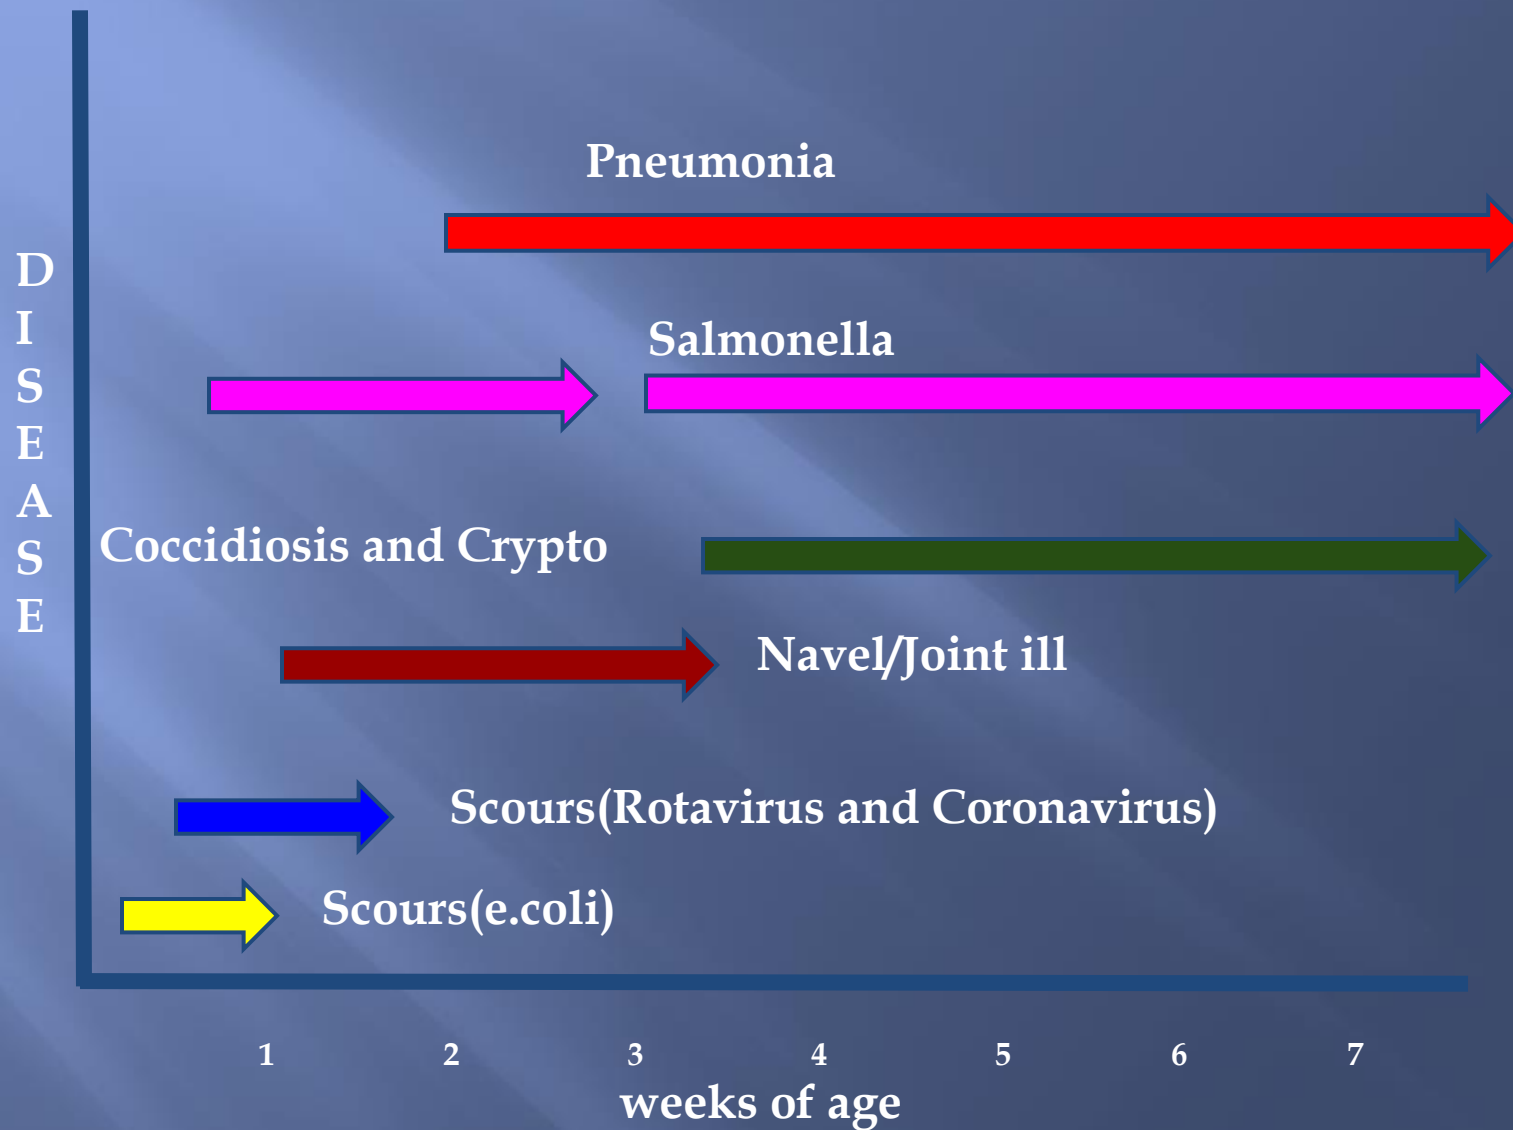 Pneumonia
Salmonella
D
I
S
E
A
S
E
Coccidiosis and Crypto
Navel/Joint ill
Scours(Rotavirus and Coronavirus)
Scours(e.coli)
1 2 3 4 5 6 7
weeks of age